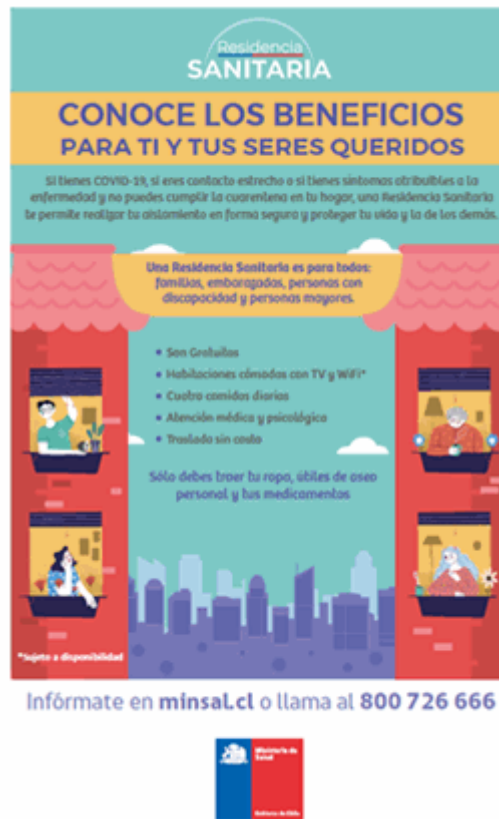 Residencia
SANITARIA
CONOCE LOS BENEFICIOS
PARA TI Y TUS SERES QUERIDOS
Si tienes COVID-19, si eres contacto estrecho o si tienes síntomas atribuibles a la
enfermedad y no puedes cumplir la cuarentena en tu hogar, una Residencia Sanitaria
te permite realizar tu aislamiento en forma segura y proteger tu vida y la de los demás.
Una Residencia Sanitaria es para todos:
familias, embarazadas, personas con
discapacidad y personas mayores.
• Son Gratuitas
• Habitaciones cómodas con TV y WiFi*
• Cuatro comidas diarias
• Atención médica y psicológica
• Traslado sin costo
Sólo debes traer tu ropa, útiles de aseo
personal y tus medicamentos
*Sujeto a disponibilidad
Infórmate en minsal.cl o llama al 800 726 666
Ministerio de
Salud
Gobierno de Chile